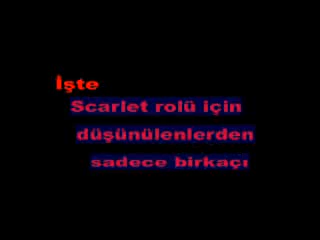 İşte
Scarlet rolü için
düşünülenlerden
sadece birkaçı